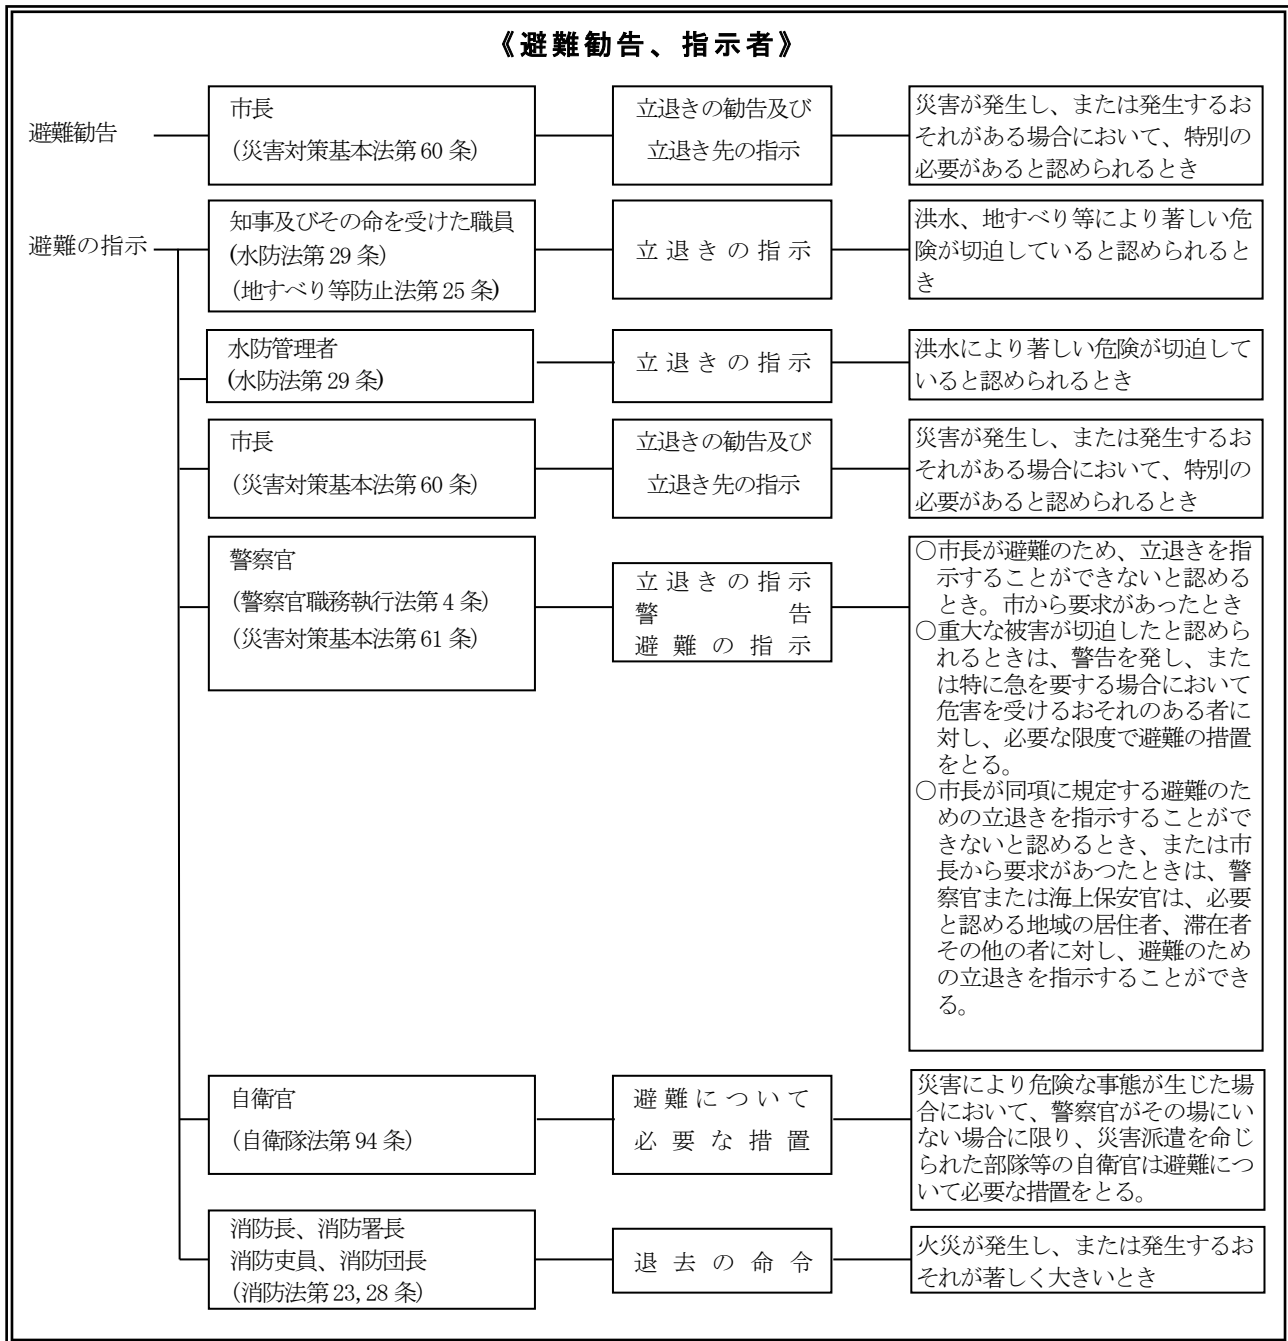 《避難勧告、指示者》
避難勧告
市長
(災害対策基本法第60条)
立退きの勧告及び
立退き先の指示
災害が発生し、または発生するお
それがある場合において、特別の
必要があると認められるとき
避難の指示
知事及びその命を受けた職員
(水防法第29条)
(地すべり等防止法第25条)
立退きの指示
洪水、地すべり等により著しい危
険が切迫していると認められると
き
水防管理者
(水防法第29条)
立退きの指示
洪水により著しい危険が切迫して
いると認められるとき
市長
(災害対策基本法第60条)
立退きの勧告及び
立退き先の指示
災害が発生し、または発生するお
それがある場合において、特別の
必要があると認められるとき
警察官
(警察官職務執行法第4条)
(災害対策基本法第61条)
立退きの指示
警告
避難の指示
○市長が避難のため、立退きを指
示することができないと認める
とき。市から要求があったとき
○重大な被害が切迫したと認めら
れるときは、警告を発し、また
は特に急を要する場合において
危害を受けるおそれのある者に
対し、必要な限度で避難の措置
をとる。
○市長が同項に規定する避難のた
めの立退きを指示することがで
きないと認めるとき、または市
長から要求があつたときは、警
察官または海上保安官は、必要
と認める地域の居住者、滞在者
その他の者に対し、避難のため
の立退きを指示することができ
る。
自衛官
(自衛隊法第94条)
避難について
必要な措置
災害により危険な事態が生じた場
合において、警察官がその場にい
ない場合に限り、災害派遣を命じ
られた部隊等の自衛官は避難につ
いて必要な措置をとる。
消防長、消防署長
消防吏員、消防団長
(消防法第23,28条)
退去の命令
火災が発生し、または発生するお
それが著しく大きいとき